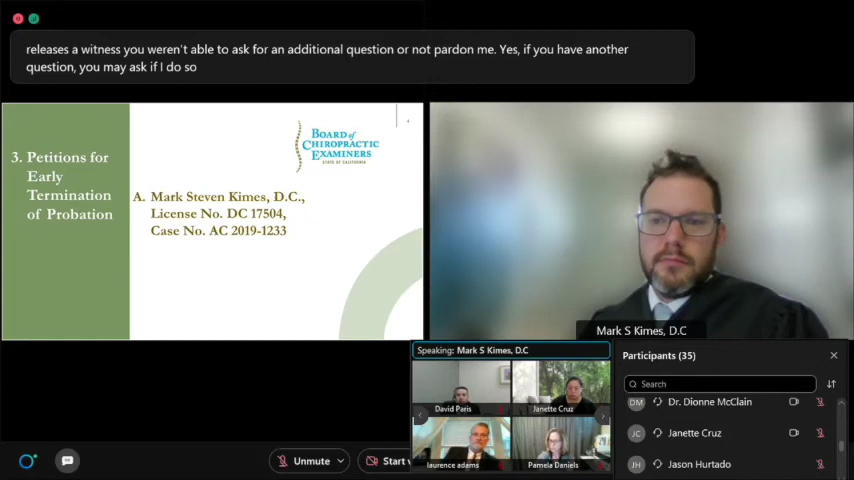 releases a witness you weren't able to ask for an additional question or not pardon me. Yes, if you have another
question, you may ask if I do so
3. Petitions for
Early
Termination
of Probation
BOARD of
CHIROPRACTIC
EXAMINERS
STATE OF CALIFORNIA
A. Mark Steven Kimes, D.C.,
License No. DC 17504,
Case No. AC 2019-1233
Mark S Kimes, D.C
Speaking: Mark S Kimes, D.C
David Paris
Janette Cruz
laurence adams
Pamela Daniels
Participants (35)
Search
DM Dr. Dionne McClain
JC Janette Cruz
JH Jason Hurtado
Unmute
Start v